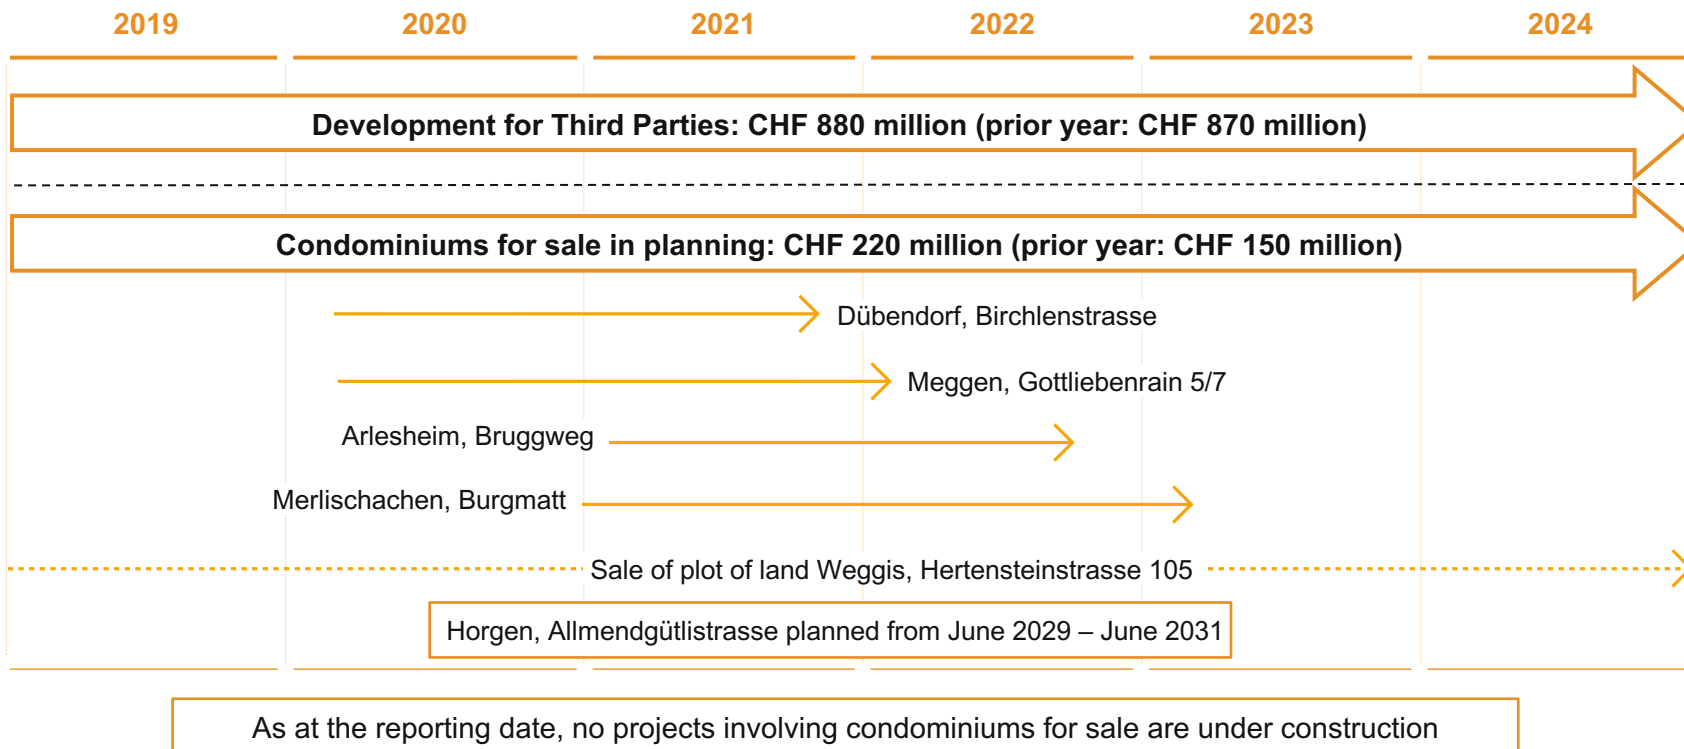 2019 2020 2021 2022 2023 2024
Development for Third Parties: CHF 880 million (prior year: CHF 870 million)
Condominiums for sale in planning: CHF 220 million (prior year: CHF 150 million)
Dübendorf, Birchlenstrasse
Meggen, Gottliebenrain 5/7
Arlesheim, Bruggweg
Merlischachen, Burgmatt
Sale of plot of land Weggis, Hertensteinstrasse 105
Horgen, Allmendgütlistrasse planned from June 2029 – June 2031
As at the reporting date, no projects involving condominiums for sale are under construction